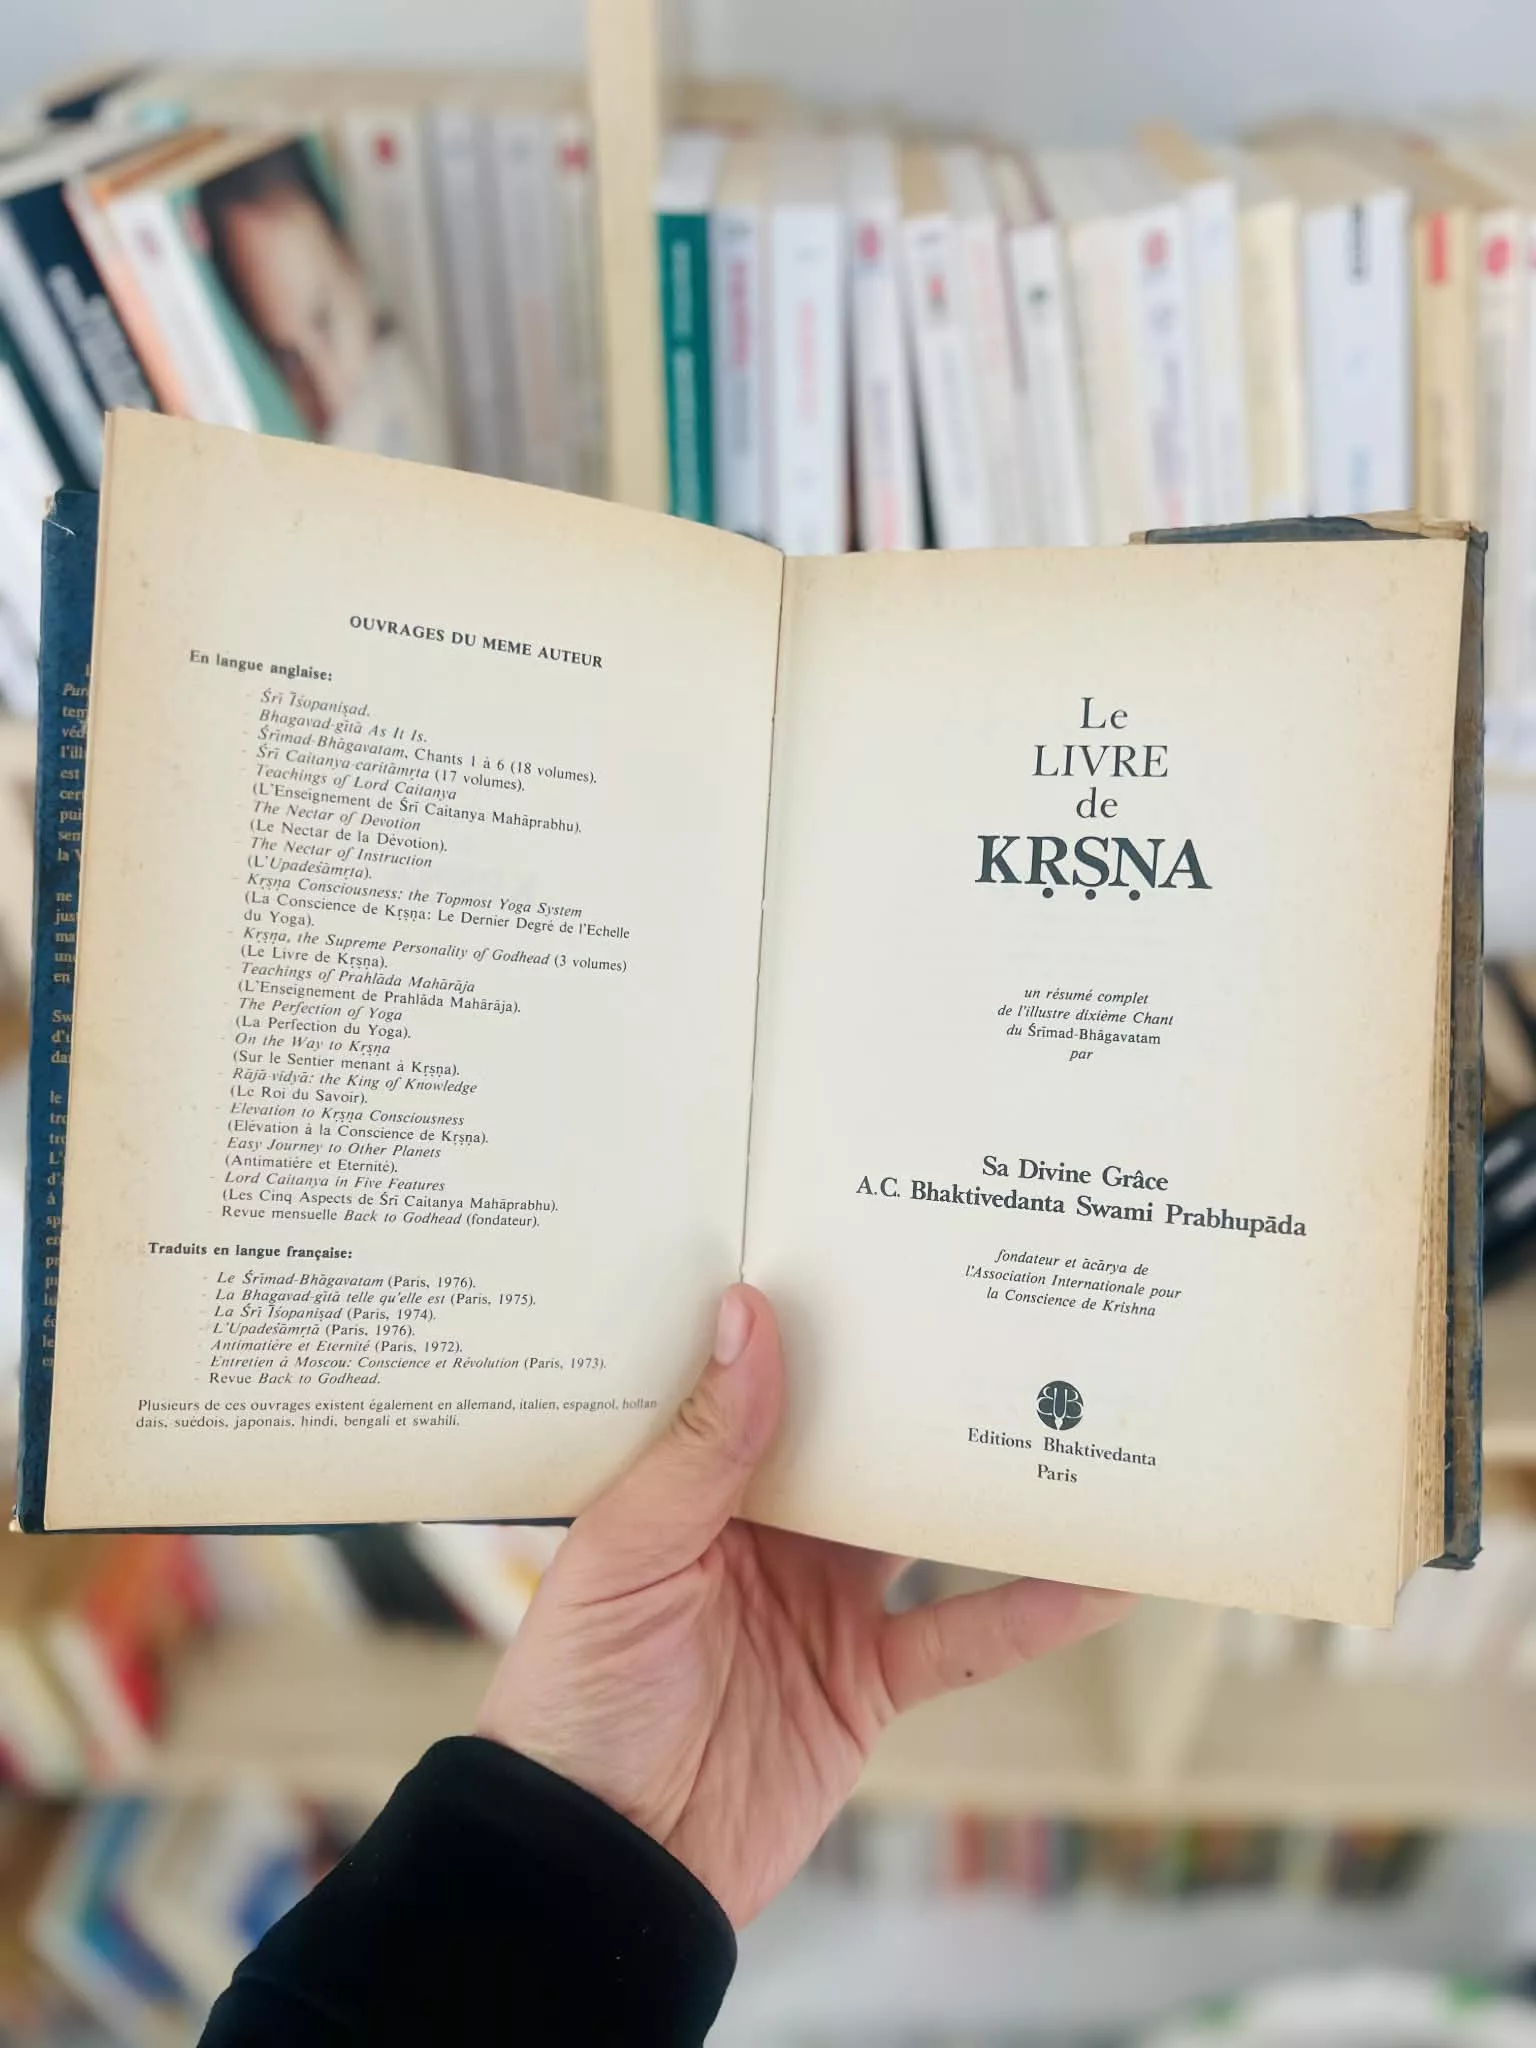 OUVRAGES DU MEME AUTEUR
En langue anglaise:
- Śrī Īśopaniṣad.
- Bhagavad-gītā As It Is.
- Śrīmad-Bhāgavatam, Chants 1 à 6 (18 volumes).
- Śrī Caitanya-caritāmṛta (17 volumes).
- Teachings of Lord Caitanya
(L'Enseignement de Śrī Caitanya Mahāprabhu).
- The Nectar of Devotion
(Le Nectar de la Dévotion).
- The Nectar of Instruction
(L'Upadeśāmṛta).
- Kṛṣṇa Consciousness: the Topmost Yoga System
(La Conscience de Kṛṣṇa: Le Dernier Degré de l'Echelle
du Yoga).
- Kṛṣṇa, the Supreme Personality of Godhead (3 volumes)
(Le Livre de Kṛṣṇa).
- Teachings of Prahlāda Mahārāja
(L'Enseignement de Prahlāda Mahārāja).
- The Perfection of Yoga
(La Perfection du Yoga).
- On the Way to Kṛṣṇa
(Sur le Sentier menant à Kṛṣṇa).
- Rāja-vidyā: the King of Knowledge
(Le Roi du Savoir).
- Elevation to Kṛṣṇa Consciousness
(Elévation à la Conscience de Kṛṣṇa).
- Easy Journey to Other Planets
(Antimatière et Eternité).
- Lord Caitanya in Five Features
(Les Cinq Aspects de Śrī Caitanya Mahāprabhu).
- Revue mensuelle Back to Godhead (fondateur).
Traduits en langue française:
- Le Śrīmad-Bhāgavatam (Paris, 1976).
- La Bhagavad-gītā telle qu'elle est (Paris, 1975).
- La Śrī Īśopaniṣad (Paris, 1974).
- L'Upadeśāmṛtā (Paris, 1976).
- Antimatière et Eternité (Paris, 1972).
- Entretien à Moscou: Conscience et Révolution (Paris, 1973).
- Revue Back to Godhead.
Plusieurs de ces ouvrages existent également en allemand, italien, espagnol, hollan
dais, suédois, japonais, hindi, bengali et swahili.
Le
LIVRE
de
KṚṢṆA
un résumé complet
de l'illustre dixième Chant
du Śrīmad-Bhāgavatam
par
Sa Divine Grâce
A.C. Bhaktivedanta Swami Prabhupāda
fondateur et ācārya de
l'Association Internationale pour
la Conscience de Krishna
BBT
Editions Bhaktivedanta
Paris